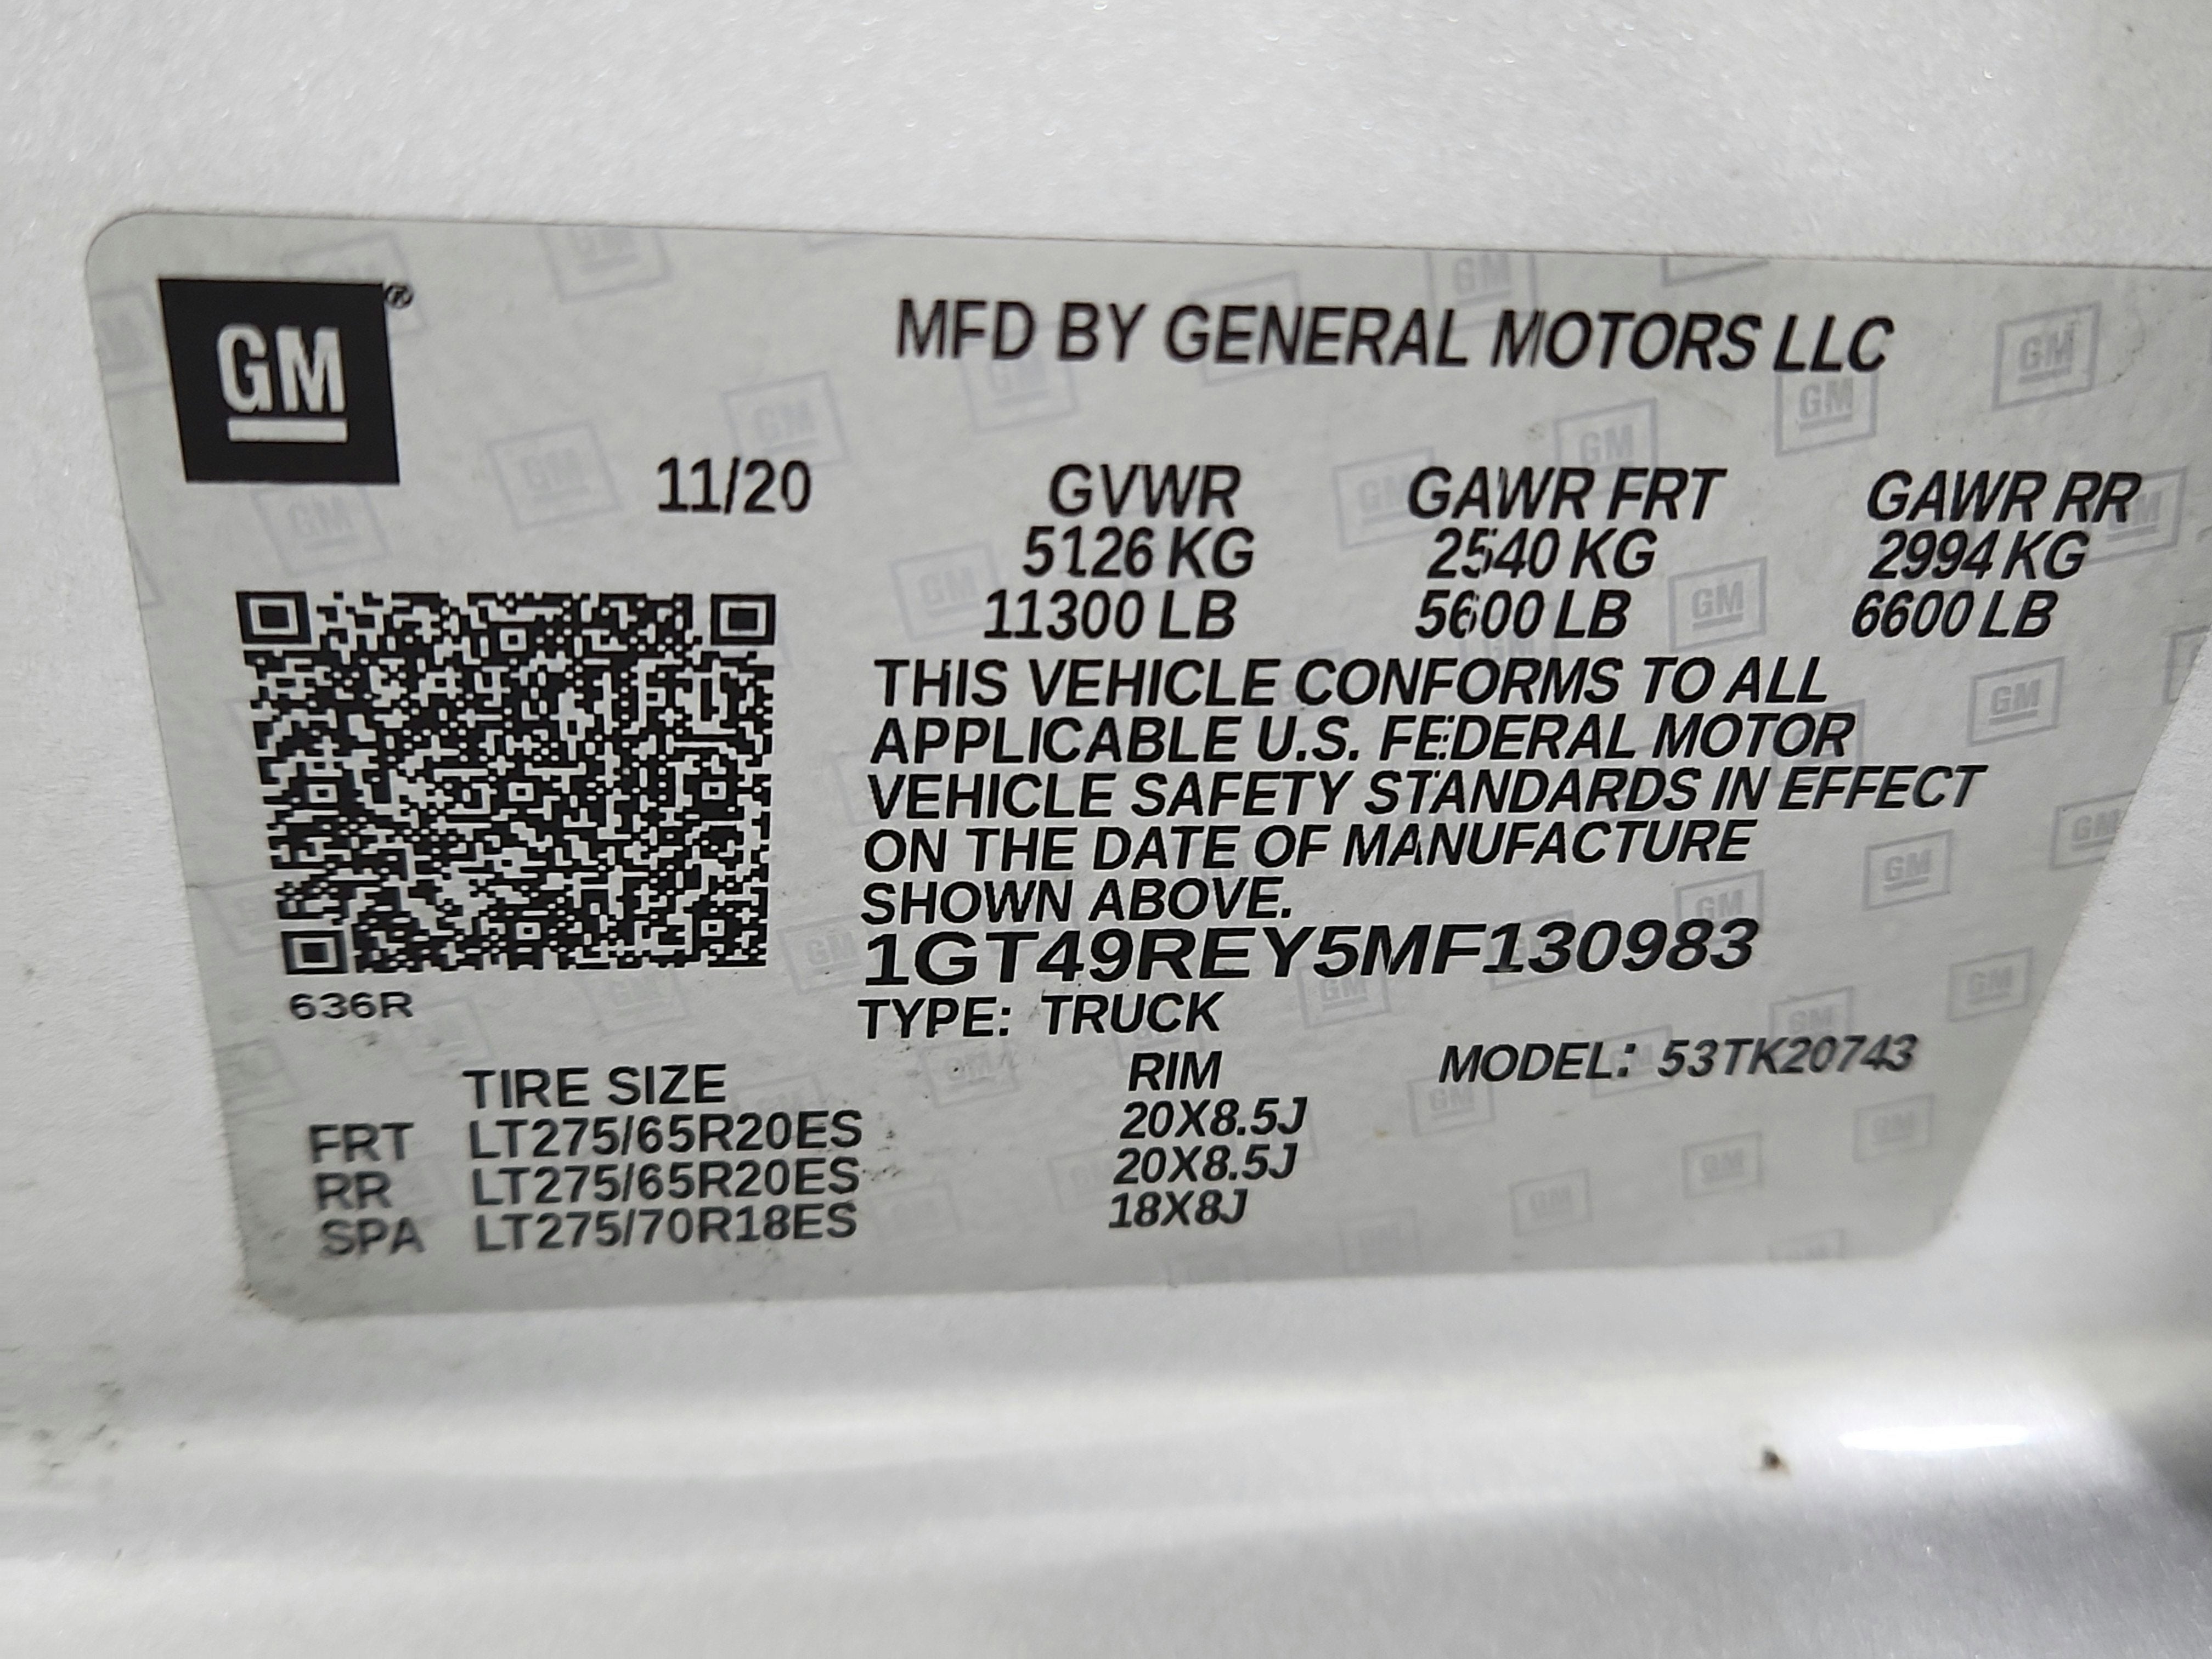 GM®
MFD BY GENERAL MOTORS LLC
11/20 GVWR GAWR FRT GAWR RR
5126 KG 2540 KG 2994 KG
11300 LB 5600 LB 6600 LB
THIS VEHICLE CONFORMS TO ALL
APPLICABLE U.S. FEDERAL MOTOR
VEHICLE SAFETY STANDARDS IN EFFECT
ON THE DATE OF MANUFACTURE
SHOWN ABOVE.
1GT49REY5MF130983
636R
TYPE: TRUCK
MODEL: 53TK20743
TIRE SIZE RIM
FRT LT275/65R20ES 20X8.5J
RR LT275/65R20ES 20X8.5J
SPA LT275/70R18ES 18X8J